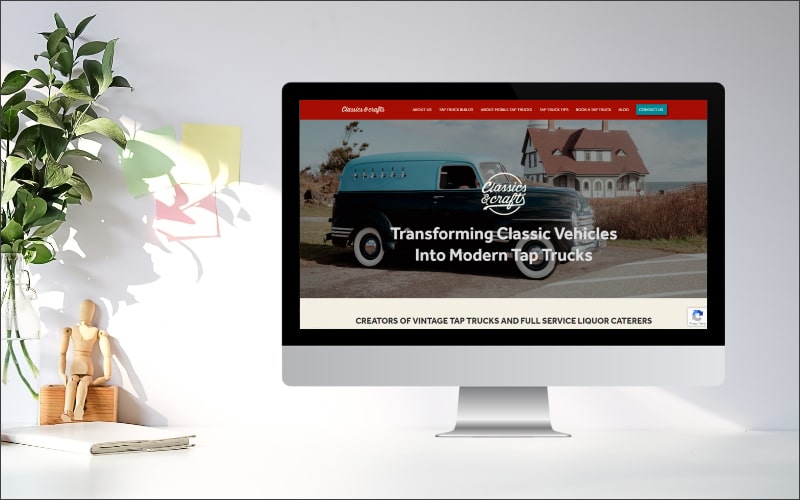 Classics & crafts
ABOUT US TAP TRUCK BUILDS ABOUT MOBILE TAP TRUCKS TAP TRUCK TIPS BOOK A TAP TRUCK BLOG CONTACT US
Classics
& crafts
Transforming Classic Vehicles
Into Modern Tap Trucks
CREATORS OF VINTAGE TAP TRUCKS AND FULL SERVICE LIQUOR CATERERS